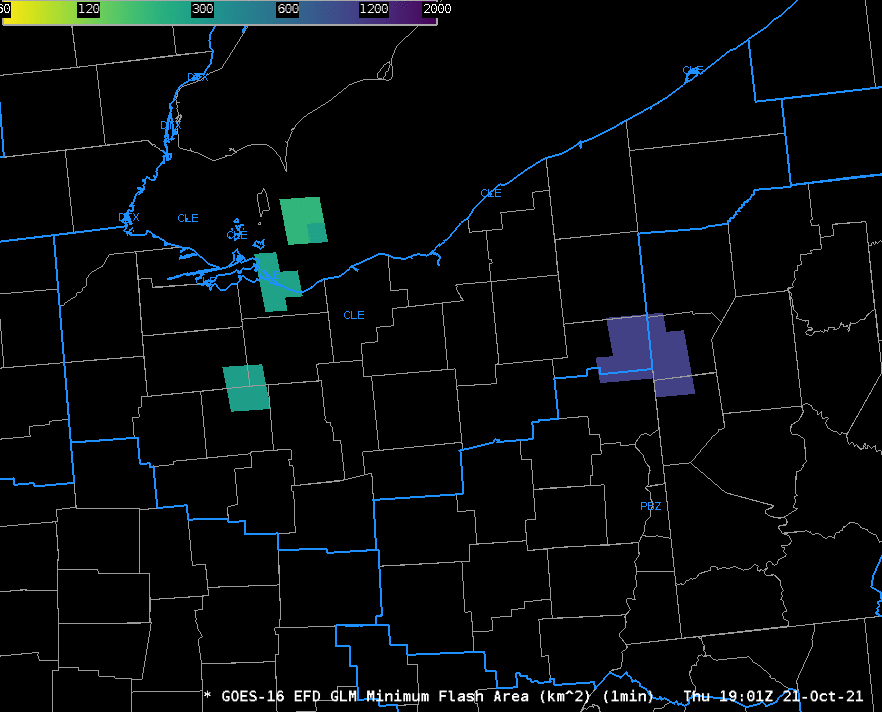 60 120 300 600 1200 2000
CLE
DTX
DTX
CLE
DTX CLE
CLE
CLE
CLE
PBZ
* GOES-16 EFD GLM Minimum Flash Area (km^2) (1min) Thu 19:01Z 21-Oct-21